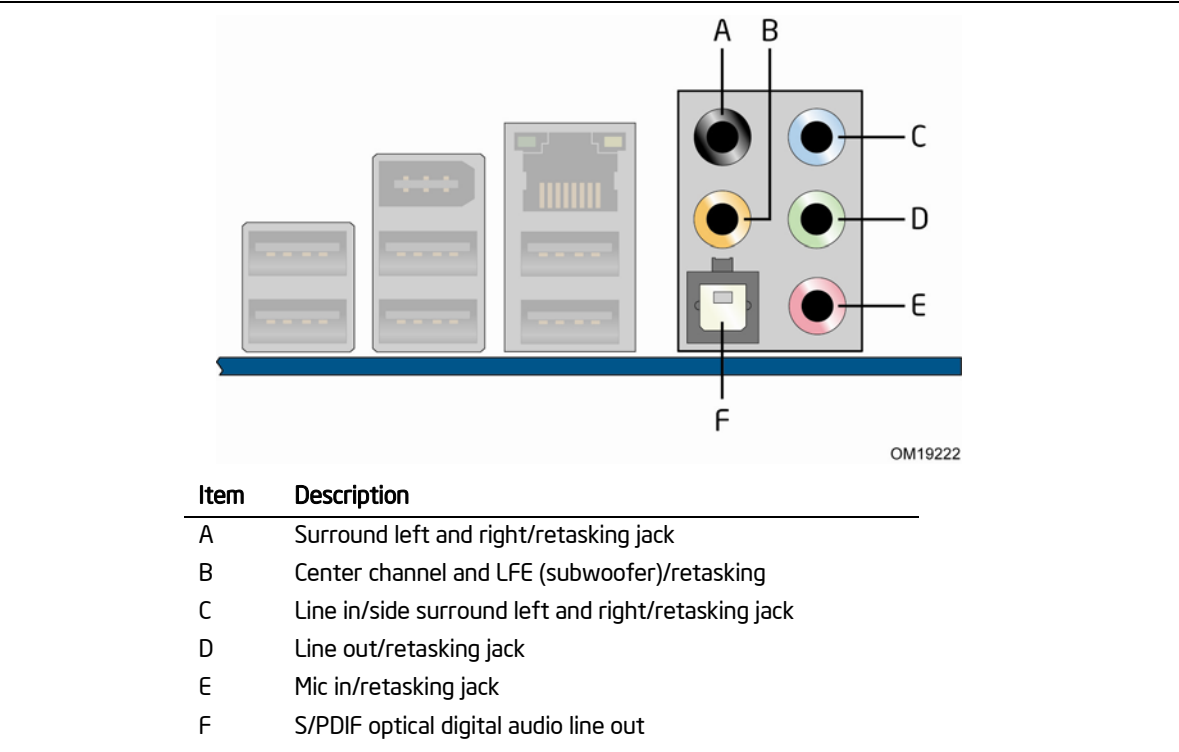 A B
C
D
E
F
OM19222
Item Description
A Surround left and right/retasking jack
B Center channel and LFE (subwoofer)/retasking
C Line in/side surround left and right/retasking jack
D Line out/retasking jack
E Mic in/retasking jack
F S/PDIF optical digital audio line out